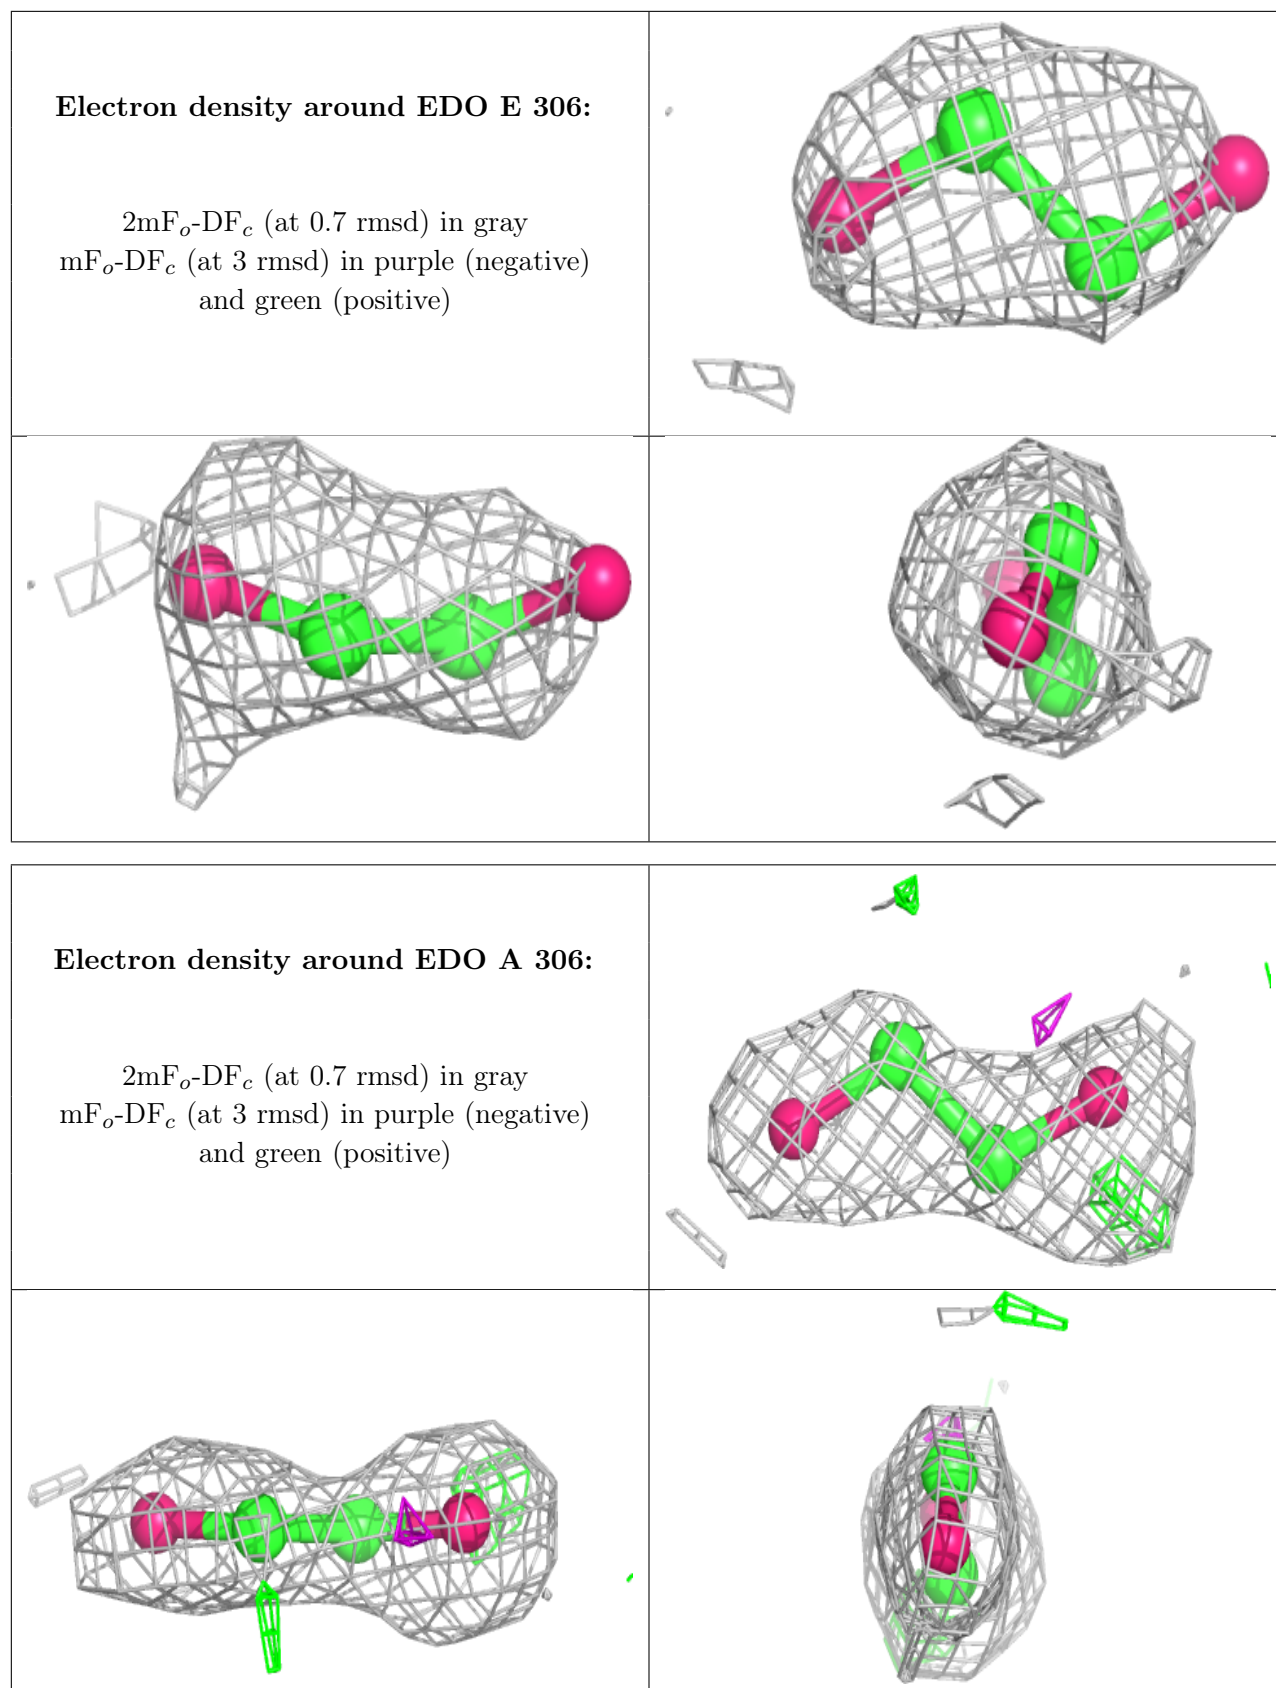 Electron density around EDO E 306:
2mFo-DFc (at 0.7 rmsd) in gray
mFo-DFc (at 3 rmsd) in purple (negative)
and green (positive)
Electron density around EDO A 306:
2mFo-DFc (at 0.7 rmsd) in gray
mFo-DFc (at 3 rmsd) in purple (negative)
and green (positive)